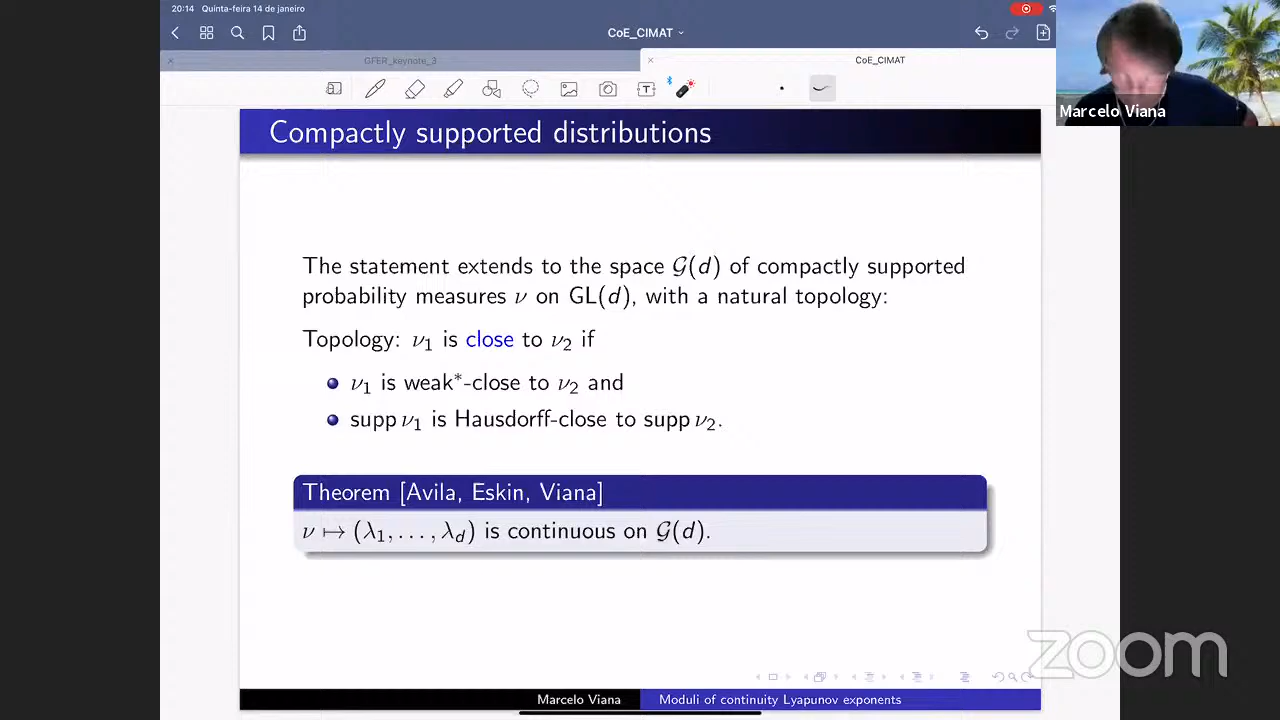 20:14 Quinta-feira 14 de janeiro
CoE_CIMAT
GFER_keynote_3
CoE_CIMAT
T
Marcelo Viana
Compactly supported distributions
The statement extends to the space 𝒢(d) of compactly supported
probability measures ν on GL(d), with a natural topology:
Topology: ν₁ is close to ν₂ if
ν₁ is weak*-close to ν₂ and
supp ν₁ is Hausdorff-close to supp ν₂.
Theorem [Avila, Eskin, Viana]
ν ↦ (λ₁, . . . , λ_d) is continuous on 𝒢(d).
zoom
Marcelo Viana
Moduli of continuity Lyapunov exponents